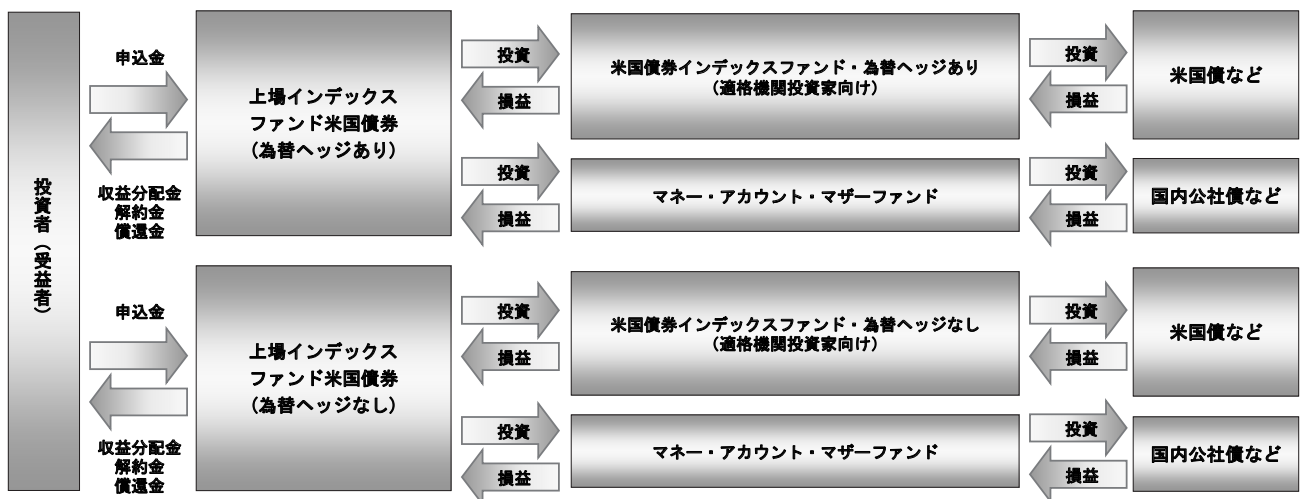 投資者（受益者）
申込金
収益分配金
解約金
償還金
上場インデックス
ファンド米国債券
（為替ヘッジあり）
投資
損益
米国債券インデックスファンド・為替ヘッジあり
（適格機関投資家向け）
投資
損益
米国債など
投資
損益
マネー・アカウント・マザーファンド
投資
損益
国内公社債など
申込金
収益分配金
解約金
償還金
上場インデックス
ファンド米国債券
（為替ヘッジなし）
投資
損益
米国債券インデックスファンド・為替ヘッジなし
（適格機関投資家向け）
投資
損益
米国債など
投資
損益
マネー・アカウント・マザーファンド
投資
損益
国内公社債など